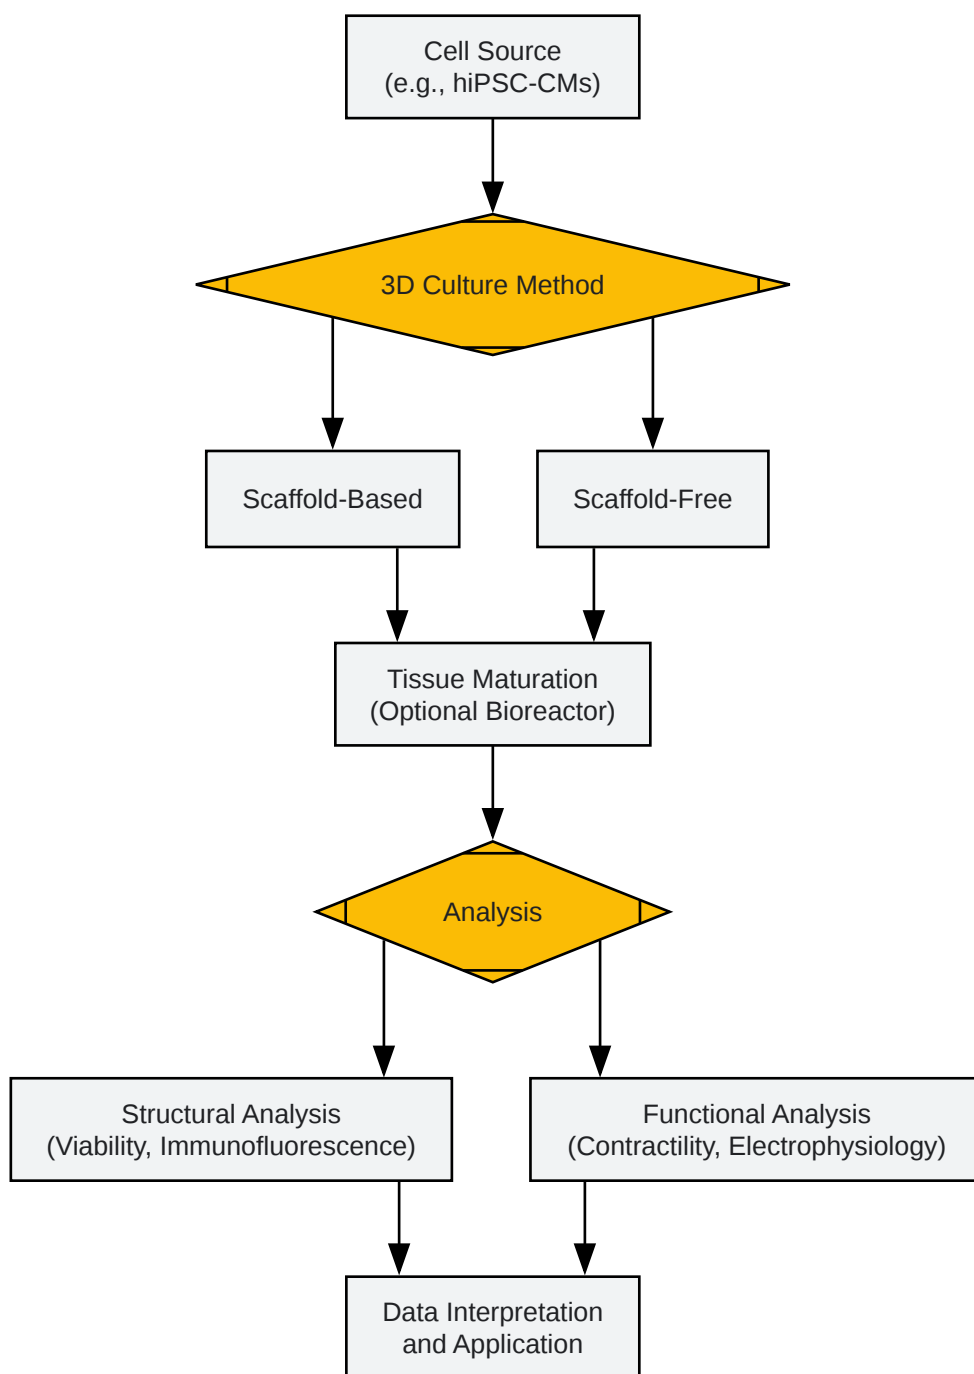 Cell Source
(e.g., hiPSC-CMs)
3D Culture Method
Scaffold-Based
Scaffold-Free
Tissue Maturation
(Optional Bioreactor)
Analysis
Structural Analysis
(Viability, Immunofluorescence)
Functional Analysis
(Contractility, Electrophysiology)
Data Interpretation
and Application